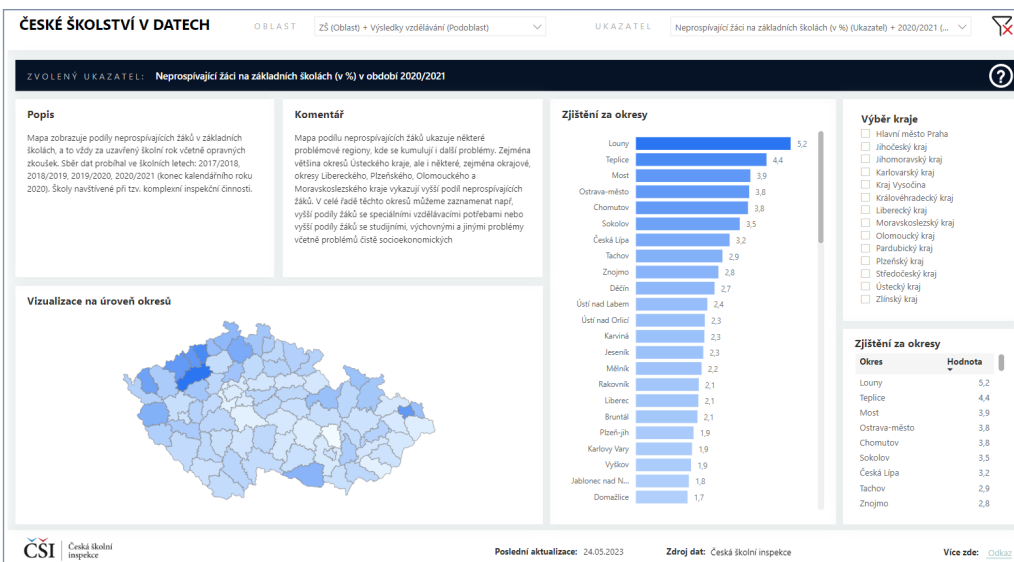 ČESKÉ ŠKOLSTVÍ V DATECH
OBLAST
ZŠ (Oblast) + Výsledky vzdělávání (Podoblast)
UKAZATEL
Neprospívající žáci na základních školách (v %) (Ukazatel) + 2020/2021 (...
ZVOLENÝ UKAZATEL: Neprospívající žáci na základních školách (v %) v období 2020/2021
?
Popis
Mapa zobrazuje podíly neprospívajících žáků v základních
školách, a to vždy za uzavřený školní rok včetně opravných
zkoušek. Sběr dat probíhal ve školních letech: 2017/2018,
2018/2019, 2019/2020, 2020/2021 (konec kalendářního roku
2020). Školy navštívené při tzv. komplexní inspekční činnosti.
Komentář
Mapa podílu neprospívajících žáků ukazuje některé
problémové regiony, kde se kumulují i další problémy. Zejména
většina okresů Ústeckého kraje, ale i některé, zejména okrajové,
okresy Libereckého, Plzeňského, Olomouckého a
Moravskoslezského kraje vykazují vyšší podíl neprospívajících
žáků. V celé řadě těchto okresů můžeme zaznamenat např,
vyšší podíly žáků se speciálními vzdělávacími potřebami nebo
vyšší podíly žáků se studijními, výchovnými a jinými problémy
včetně problémů čistě socioekonomických
Vizualizace na úroveň okresů
Zjištění za okresy
Louny 5,2
Teplice 4,4
Most 3,9
Ostrava-město 3,8
Chomutov 3,8
Sokolov 3,5
Česká Lípa 3,2
Tachov 2,9
Znojmo 2,8
Děčín 2,7
Ústí nad Labem 2,4
Ústí nad Orlicí 2,3
Karviná 2,3
Jeseník 2,3
Mělník 2,2
Rakovník 2,1
Liberec 2,1
Bruntál 2,1
Plzeň-jih 1,9
Karlovy Vary 1,9
Vyškov 1,9
Jablonec nad N... 1,8
Domažlice 1,7
Výběr kraje
Hlavní město Praha
Jihočeský kraj
Jihomoravský kraj
Karlovarský kraj
Kraj Vysočina
Královéhradecký kraj
Liberecký kraj
Moravskoslezský kraj
Olomoucký kraj
Pardubický kraj
Plzeňský kraj
Středočeský kraj
Ústecký kraj
Zlínský kraj
Zjištění za okresy
Okres Hodnota
Louny 5,2
Teplice 4,4
Most 3,9
Ostrava-město 3,8
Chomutov 3,8
Sokolov 3,5
Česká Lípa 3,2
Tachov 2,9
Znojmo 2,8
ČŠI
Česká školní
inspekce
Poslední aktualizace: 24.05.2023
Zdroj dat: Česká školní inspekce
Více zde: Odkaz